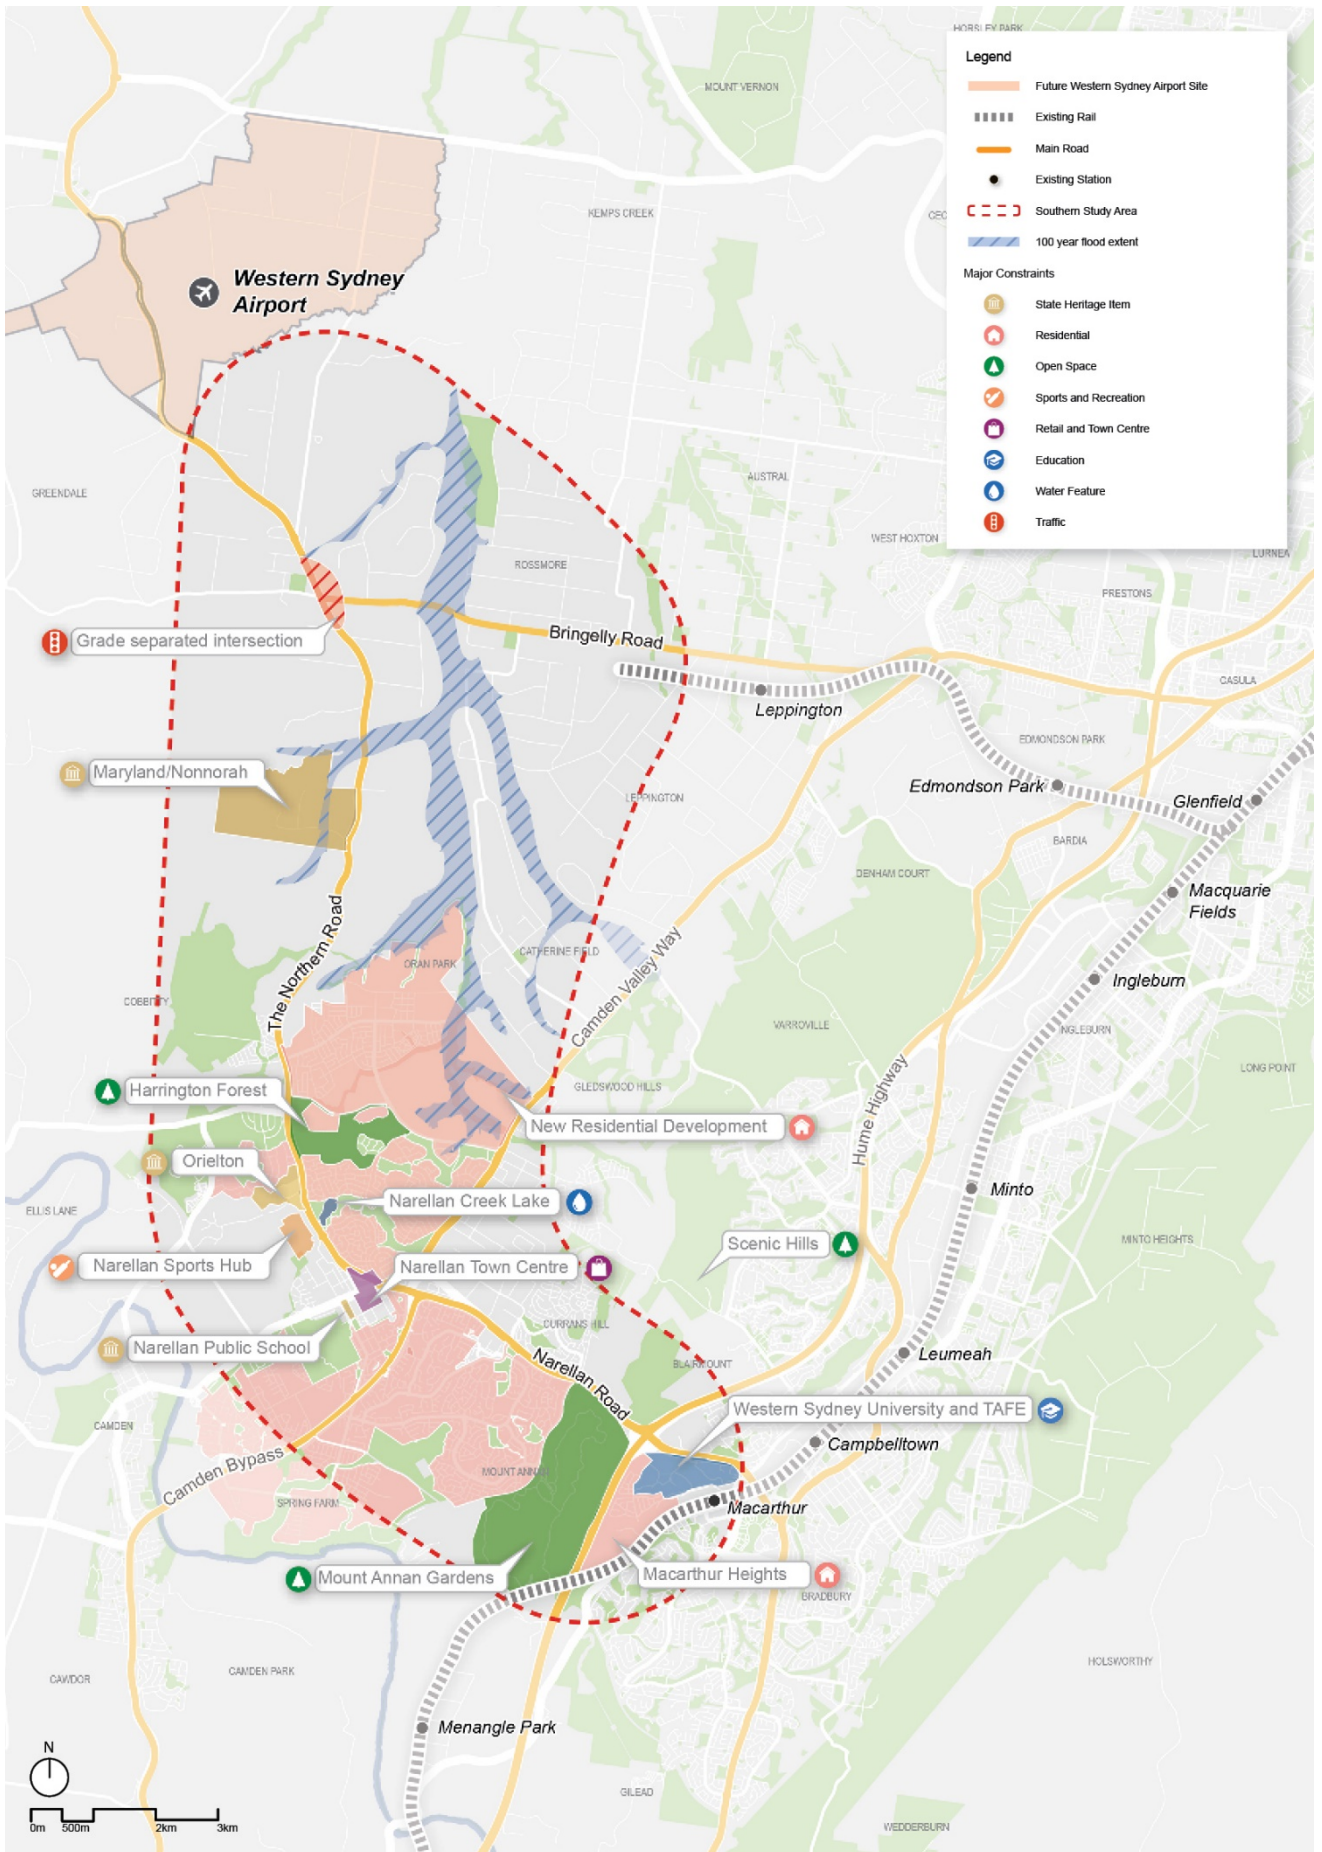 HORSLEY PARK
Legend
Future Western Sydney Airport Site
Existing Rail
Main Road
Existing Station
Southern Study Area
100 year flood extent
Major Constraints
State Heritage Item
Residential
Open Space
Sports and Recreation
Retail and Town Centre
Education
Water Feature
Traffic
MOUNT VERNON
KEMPS CREEK
CEC
Western Sydney
Airport
GREENDALE
AUSTRAL
WEST HOXTON
LURNEA
ROSSMORE
PRESTONS
Grade separated intersection
Bringelly Road
CASULA
Leppington
EDMONDSON PARK
Maryland/Nonnorah
Edmondson Park
LEPPINGTON
Glenfield
BARDIA
DENHAM COURT
Macquarie
Fields
The Northern Road
ORAN PARK
CATHERINE FIELD
Camden Valley Way
Ingleburn
COBBITTY
VARROVILLE
INGLEBURN
LONG POINT
Harrington Forest
GLEDSWOOD HILLS
New Residential Development
Hume Highway
Orielton
Minto
ELLIS LANE
Narellan Creek Lake
MINTO HEIGHTS
Scenic Hills
Narellan Sports Hub
Narellan Town Centre
CURRANS HILL
Narellan Public School
Narellan Road
BLAIRMOUNT
Leumeah
CAMDEN
Western Sydney University and TAFE
Campbelltown
Camden Bypass
MOUNT ANNAN
SPRING FARM
Macarthur
Mount Annan Gardens
Macarthur Heights
BRADBURY
CAWDOR
CAMDEN PARK
HOLSWORTHY
Menangle Park
N
GILEAD
0m 500m 2km 3km
WEDDERBURN